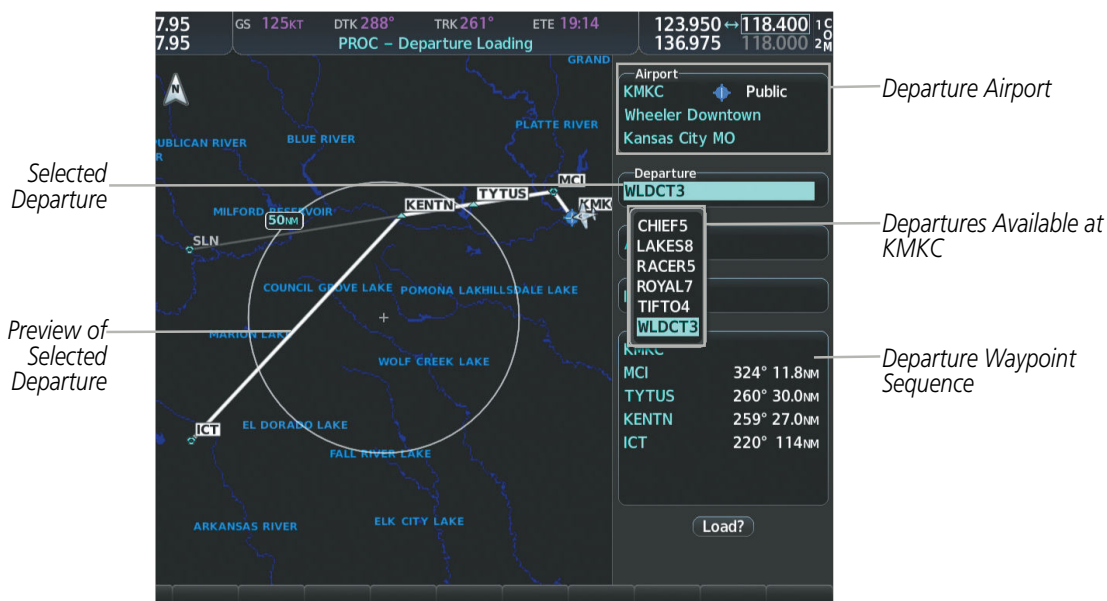 7.95 GS 125KT DTK 288° TRK 261° ETE 19:14 123.950 ↔ 118.400 1 C
7.95 PROC – Departure Loading 136.975 118.000 2 M
O
GRAND
N
PLATTE RIVER
BLUE RIVER
PUBLICAN RIVER
R
MCI
TYTUS
KMK
KENTN
MILFORD RESERVOIR
50NM
SLN
COUNCIL GROVE LAKE
POMONA LAK
HILLSDALE LAKE
MARION LAK
WOLF CREEK LAKE
ICT
EL DORADO LAKE
FALL RIVER LAKE
ARKANSAS RIVER
ELK CITY LAKE
Airport
KMKC Public
Wheeler Downtown
Kansas City MO
Departure
WLDCT3
CHIEF5
LAKES8
RACER5
ROYAL7
TIFTO4
WLDCT3
KMKC
MCI 324° 11.8NM
TYTUS 260° 30.0NM
KENTN 259° 27.0NM
ICT 220° 114NM
Load?
Selected
Departure
Preview of
Selected
Departure
Departure Airport
Departures Available at
KMKC
Departure Waypoint
Sequence